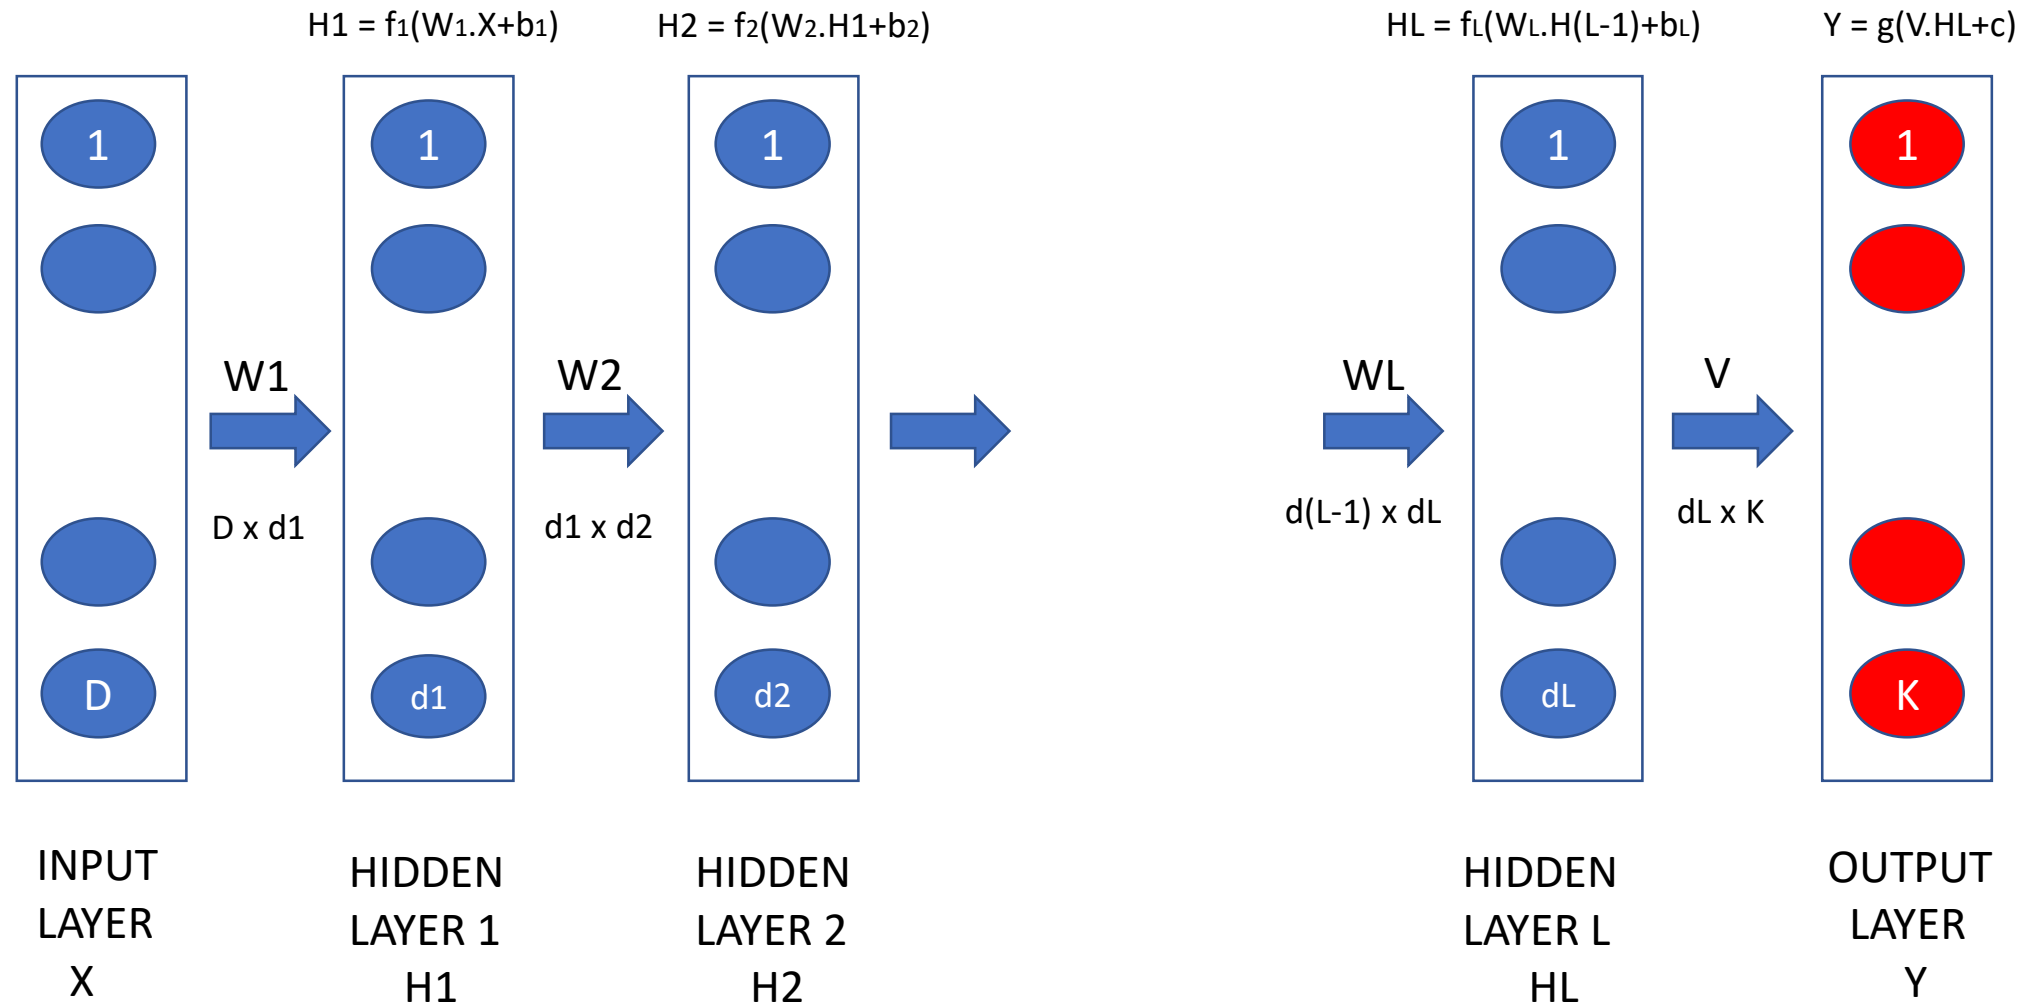 H1 = f1(W1.X+b1)
H2 = f2(W2.H1+b2)
HL = fL(WL.H(L-1)+bL)
Y = g(V.HL+c)
1
1
1
1
1
W1
W2
WL
V
D x d1
d1 x d2
d(L-1) x dL
dL x K
D
d1
d2
dL
K
INPUT
LAYER
X
HIDDEN
LAYER 1
H1
HIDDEN
LAYER 2
H2
HIDDEN
LAYER L
HL
OUTPUT
LAYER
Y